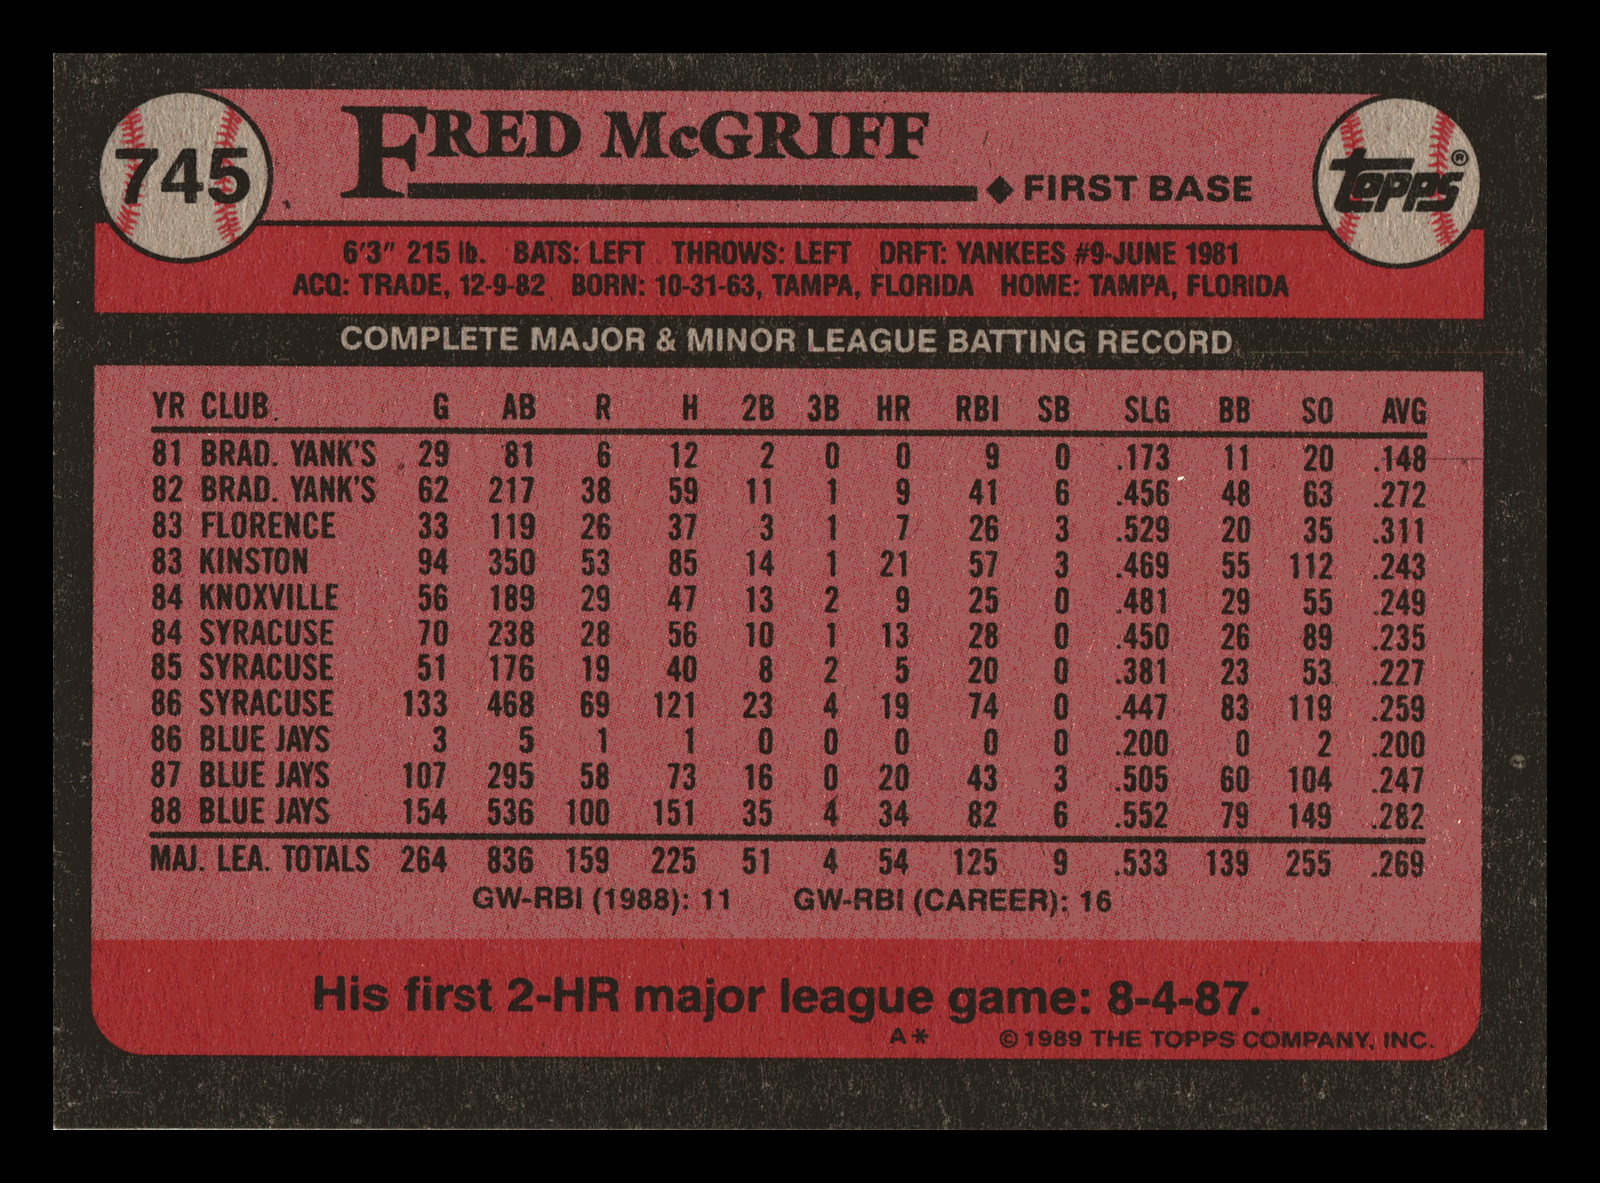 745
FRED McGRIFF
FIRST BASE
topps®
6'3" 215 lb. BATS: LEFT THROWS: LEFT DRFT: YANKEES #9-JUNE 1981
ACQ: TRADE, 12-9-82 BORN: 10-31-63, TAMPA, FLORIDA HOME: TAMPA, FLORIDA
COMPLETE MAJOR & MINOR LEAGUE BATTING RECORD
YR CLUB G AB R H 2B 3B HR RBI SB SLG BB SO AVG
81 BRAD. YANK'S 29 81 6 12 2 0 0 9 0 .173 11 20 .148
82 BRAD. YANK'S 62 217 38 59 11 1 9 41 6 .456 48 63 .272
83 FLORENCE 33 119 26 37 3 1 7 26 3 .529 20 35 .311
83 KINSTON 94 350 53 85 14 1 21 57 3 .469 55 112 .243
84 KNOXVILLE 56 189 29 47 13 2 9 25 0 .481 29 55 .249
84 SYRACUSE 70 238 28 56 10 1 13 28 0 .450 26 89 .235
85 SYRACUSE 51 176 19 40 8 2 5 20 0 .381 23 53 .227
86 SYRACUSE 133 468 69 121 23 4 19 74 0 .447 83 119 .259
86 BLUE JAYS 3 5 1 1 0 0 0 0 0 .200 0 2 .200
87 BLUE JAYS 107 295 58 73 16 0 20 43 3 .505 60 104 .247
88 BLUE JAYS 154 536 100 151 35 4 34 82 6 .552 79 149 .282
MAJ. LEA. TOTALS 264 836 159 225 51 4 54 125 9 .533 139 255 .269
GW-RBI (1988): 11 GW-RBI (CAREER): 16
His first 2-HR major league game: 8-4-87.
A* © 1989 THE TOPPS COMPANY, INC.